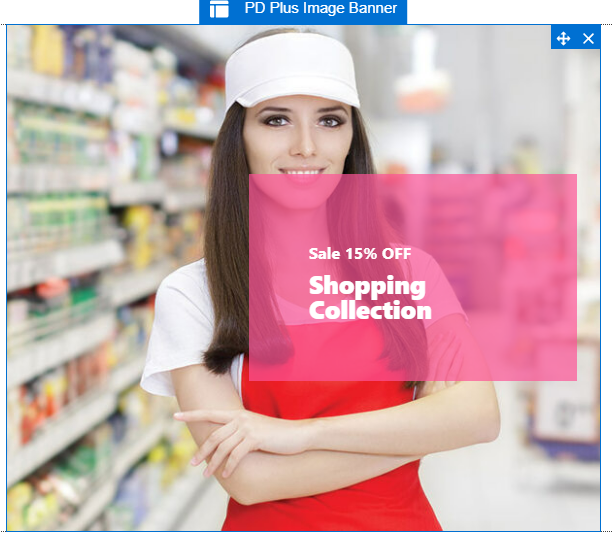 PD Plus Image Banner
Sale 15% OFF
Shopping
Collection